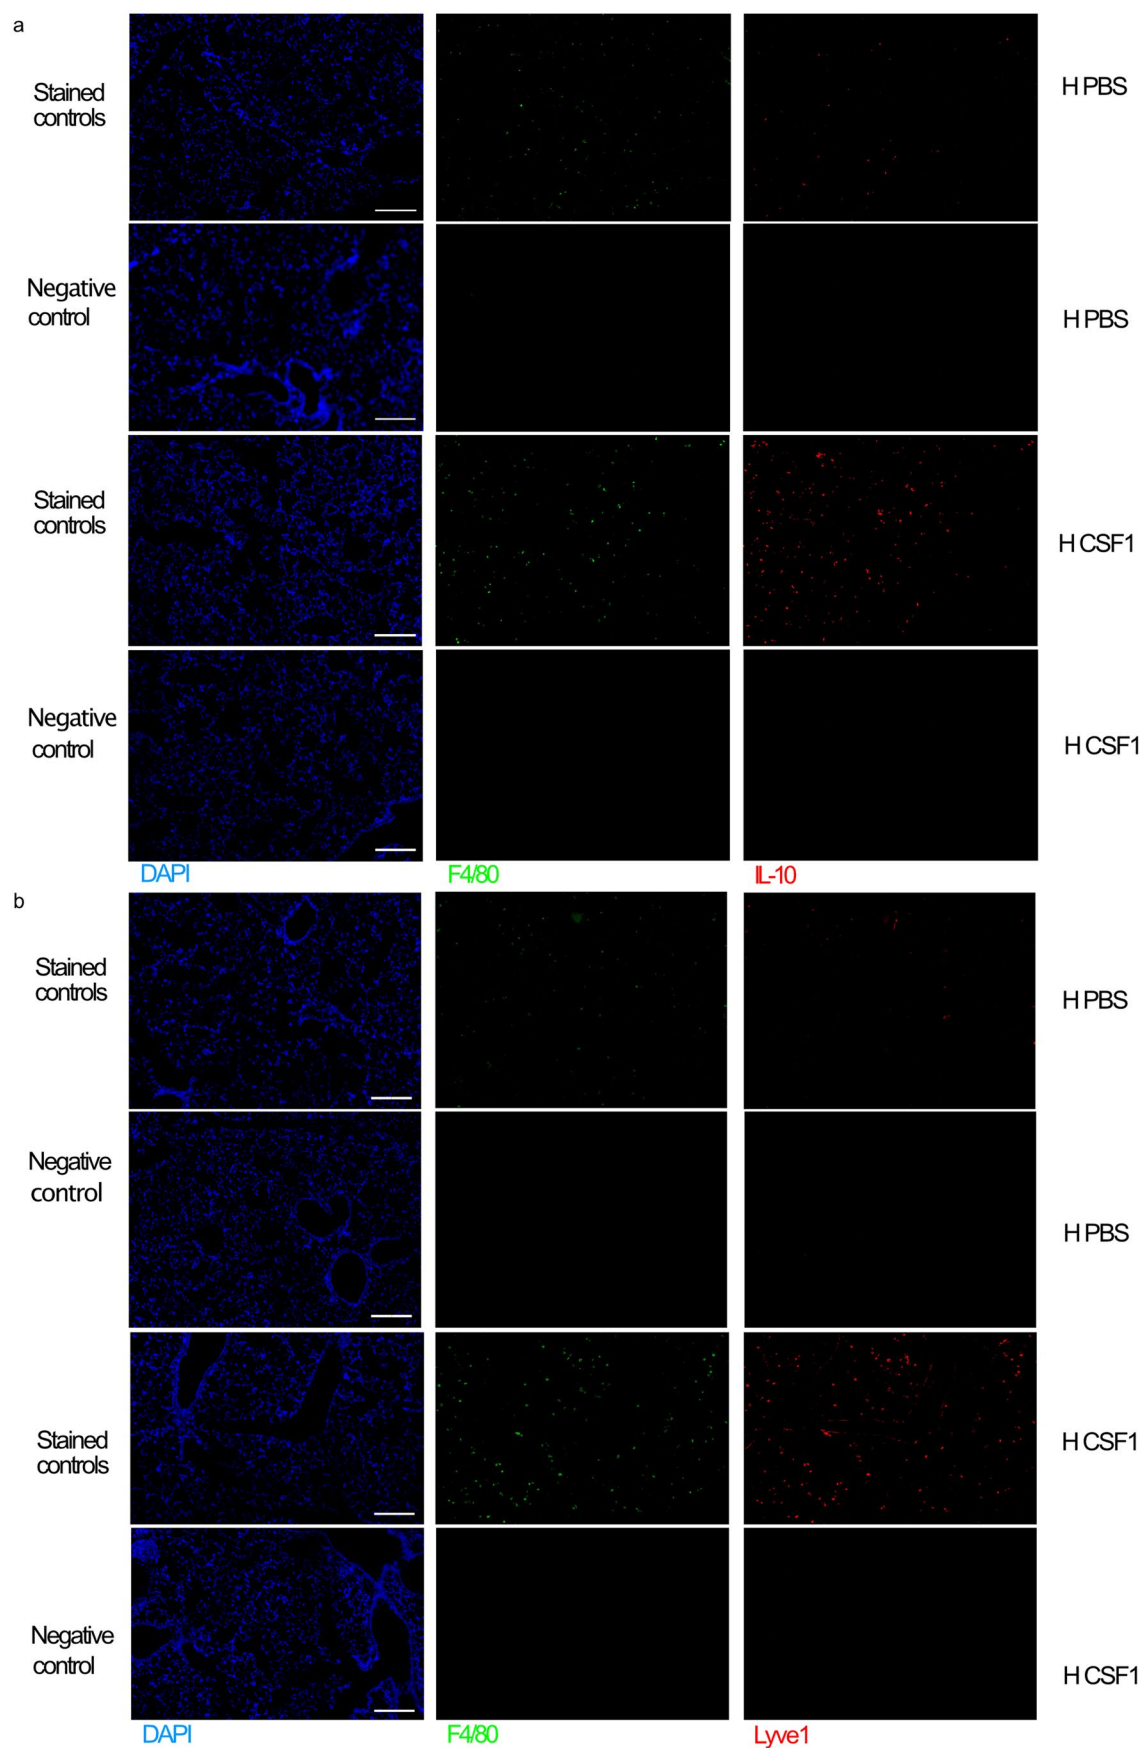 a
Stained
controls
H PBS
Negative
control
H PBS
Stained
controls
H CSF1
Negative
control
H CSF1
DAPI
F4/80
IL-10
b
Stained
controls
H PBS
Negative
control
H PBS
Stained
controls
H CSF1
Negative
control
H CSF1
DAPI
F4/80
Lyve1